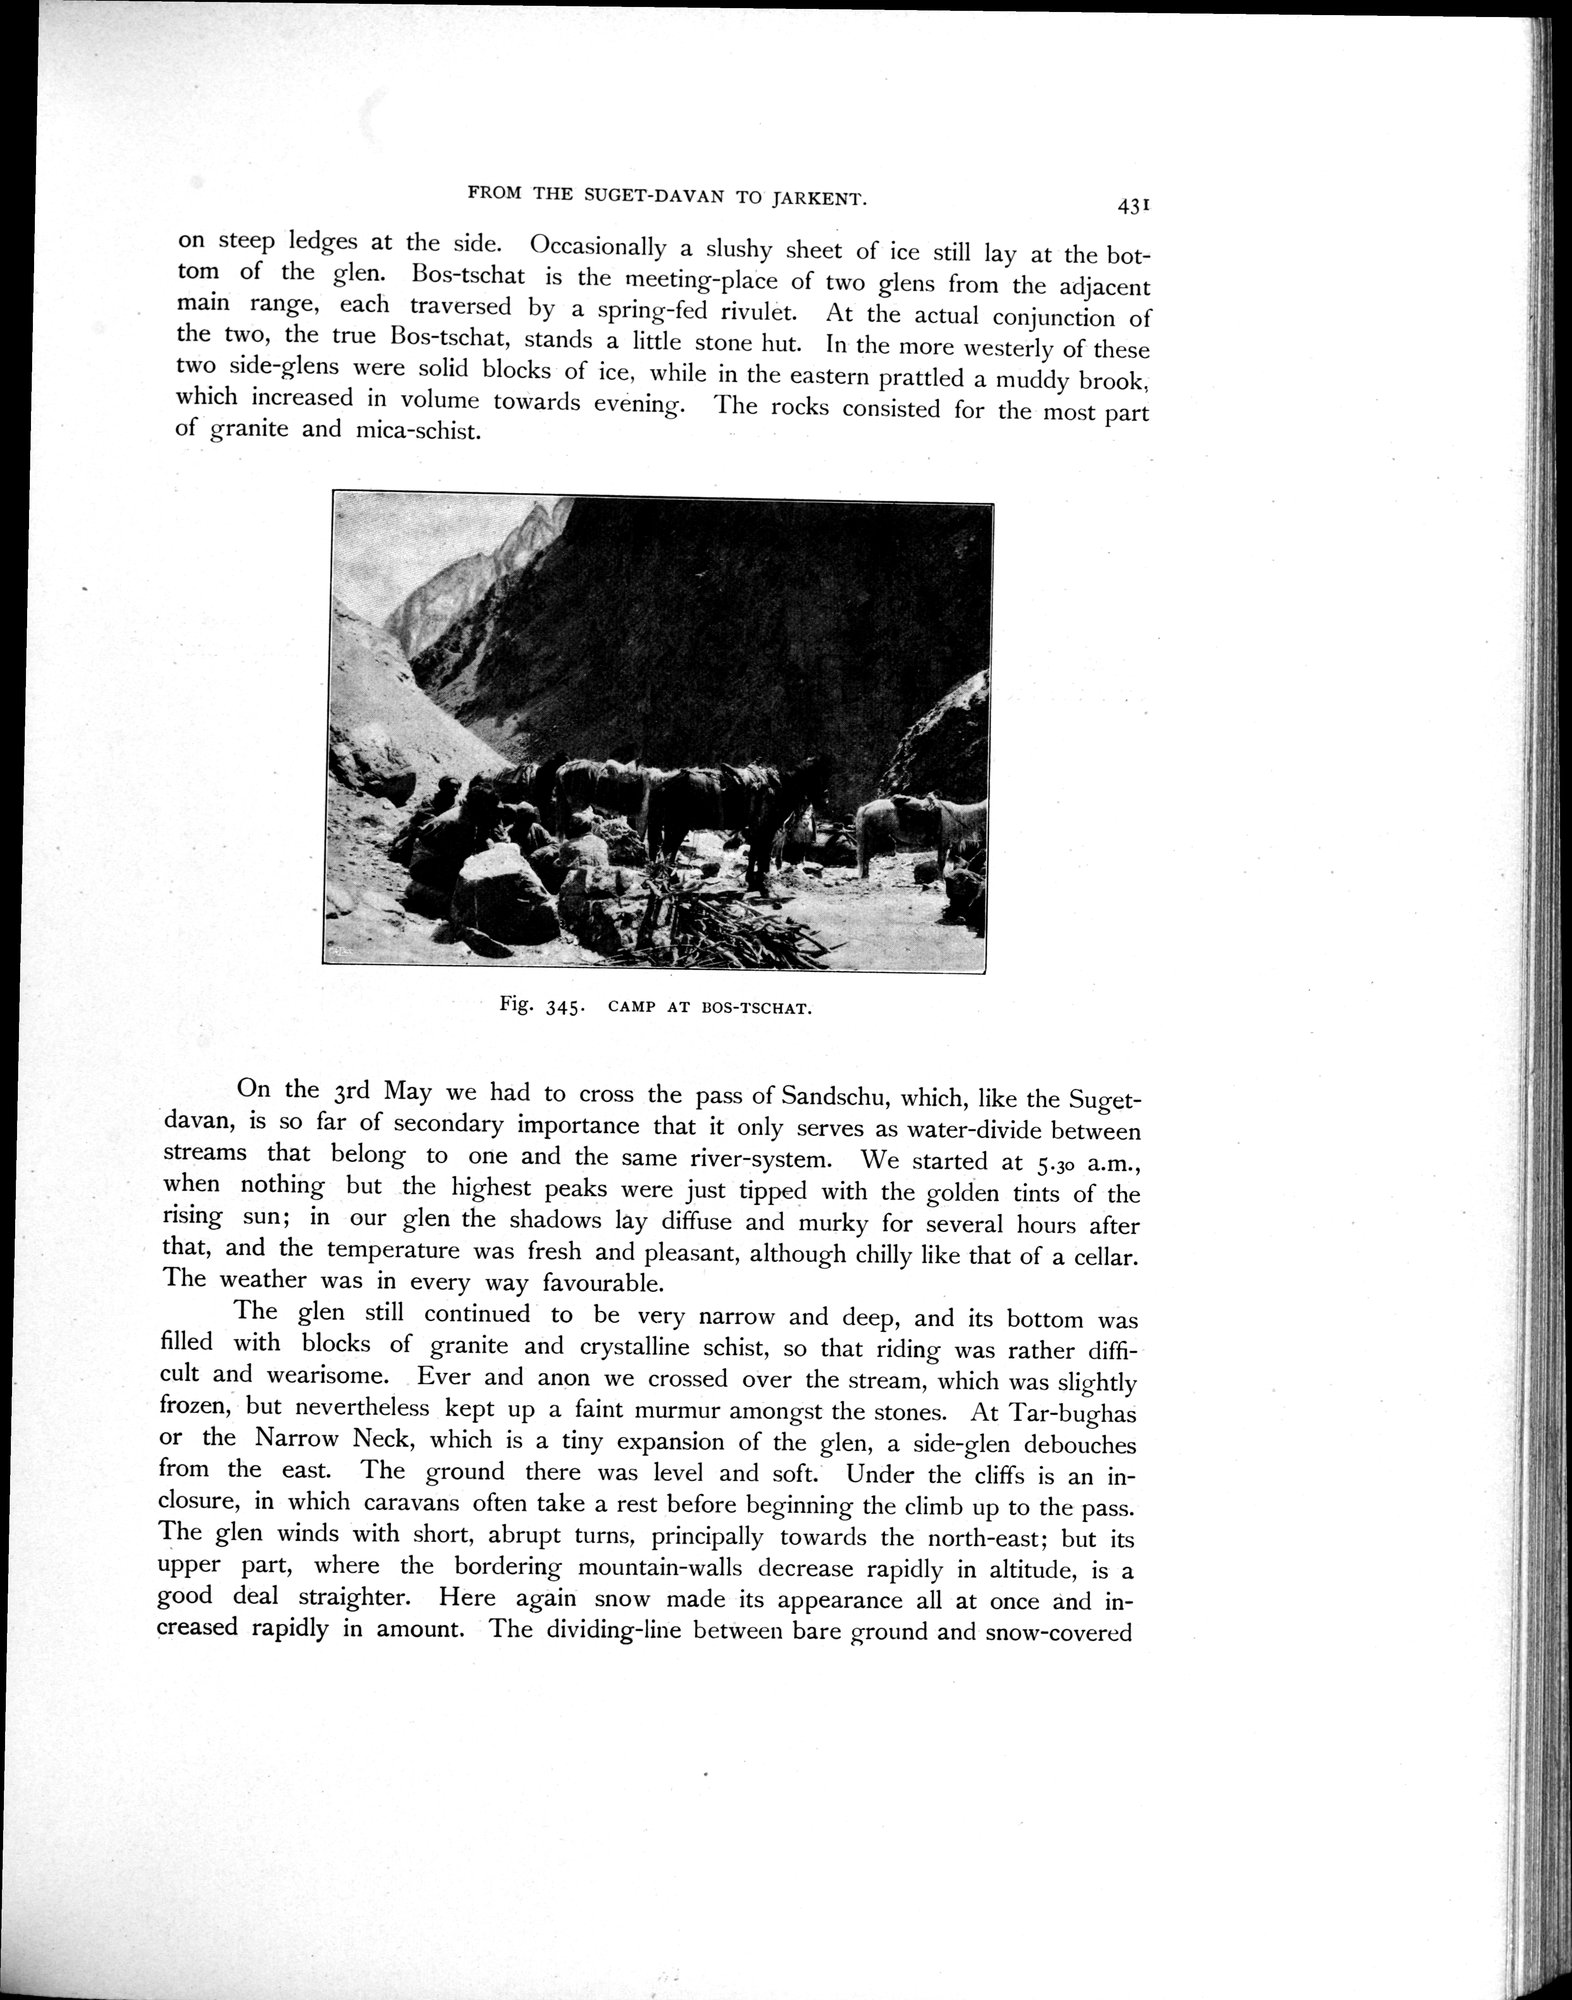 FROM THE SUGET-DAVAN TO JARKENT. 431
on steep ledges at the side. Occasionally a slushy sheet of ice still lay at the bot-
tom of the glen. Bos-tschat is the meeting-place of two glens from the adjacent
main range, each traversed by a spring-fed rivulet. At the actual conjunction of
the two, the true Bos-tschat, stands a little stone hut. In the more westerly of these
two side-glens were solid blocks of ice, while in the eastern prattled a muddy brook,
which increased in volume towards evening. The rocks consisted for the most part
of granite and mica-schist.
Fig. 345. CAMP AT BOS-TSCHAT.
On the 3rd May we had to cross the pass of Sandschu, which, like the Suget-
davan, is so far of secondary importance that it only serves as water-divide between
streams that belong to one and the same river-system. We started at 5.30 a.m.,
when nothing but the highest peaks were just tipped with the golden tints of the
rising sun; in our glen the shadows lay diffuse and murky for several hours after
that, and the temperature was fresh and pleasant, although chilly like that of a cellar.
The weather was in every way favourable.
The glen still continued to be very narrow and deep, and its bottom was
filled with blocks of granite and crystalline schist, so that riding was rather diffi-
cult and wearisome. Ever and anon we crossed over the stream, which was slightly
frozen, but nevertheless kept up a faint murmur amongst the stones. At Tar-bughas
or the Narrow Neck, which is a tiny expansion of the glen, a side-glen debouches
from the east. The ground there was level and soft. Under the cliffs is an in-
closure, in which caravans often take a rest before beginning the climb up to the pass.
The glen winds with short, abrupt turns, principally towards the north-east; but its
upper part, where the bordering mountain-walls decrease rapidly in altitude, is a
good deal straighter. Here again snow made its appearance all at once and in-
creased rapidly in amount. The dividing-line between bare ground and snow-covered